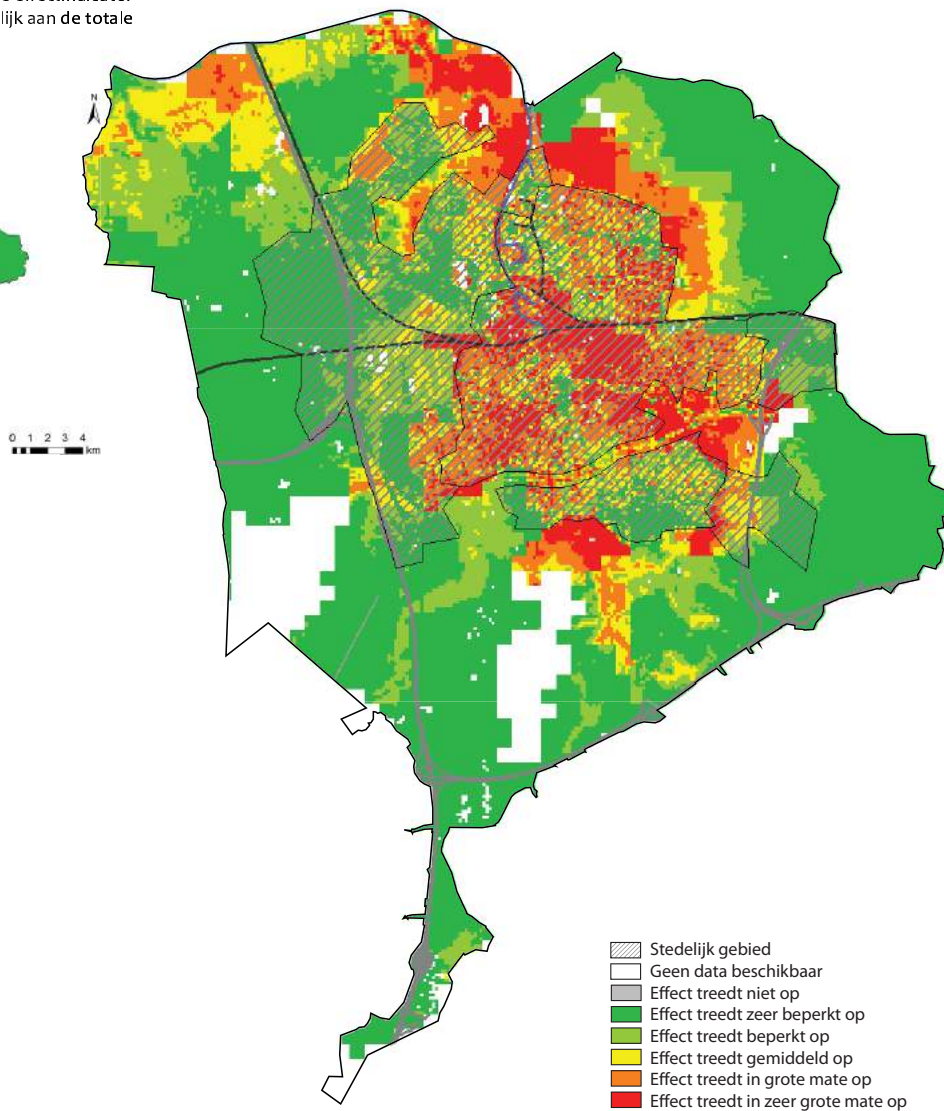 lijk aan de totale
N
0 1 2 3 4
km
Stedelijk gebied
Geen data beschikbaar
Effect treedt niet op
Effect treedt zeer beperkt op
Effect treedt beperkt op
Effect treedt gemiddeld op
Effect treedt in grote mate op
Effect treedt in zeer grote mate op